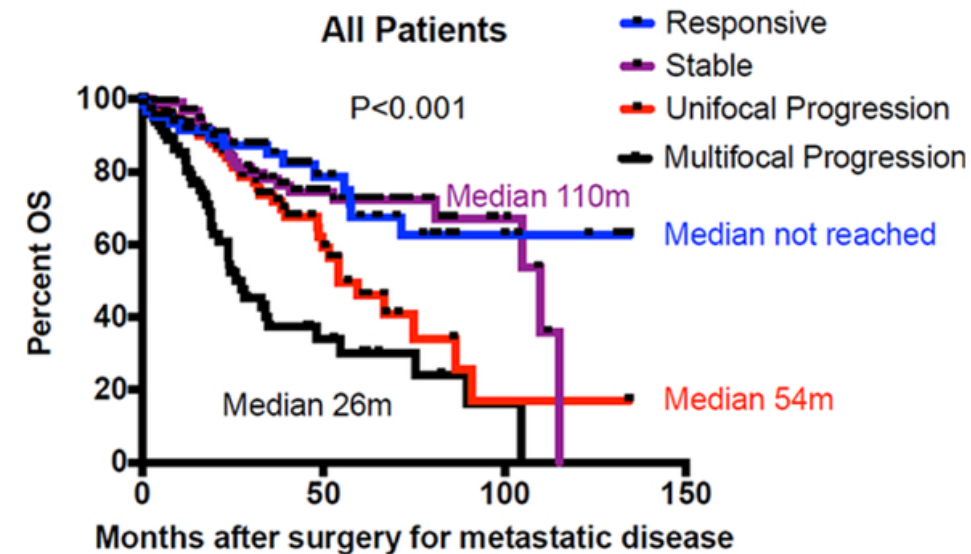 All Patients
Responsive
Stable
Unifocal Progression
Multifocal Progression
P<0.001
Median 110m
Median not reached
Median 54m
Median 26m
Percent OS
100
80
60
40
20
0
0 50 100 150
Months after surgery for metastatic disease